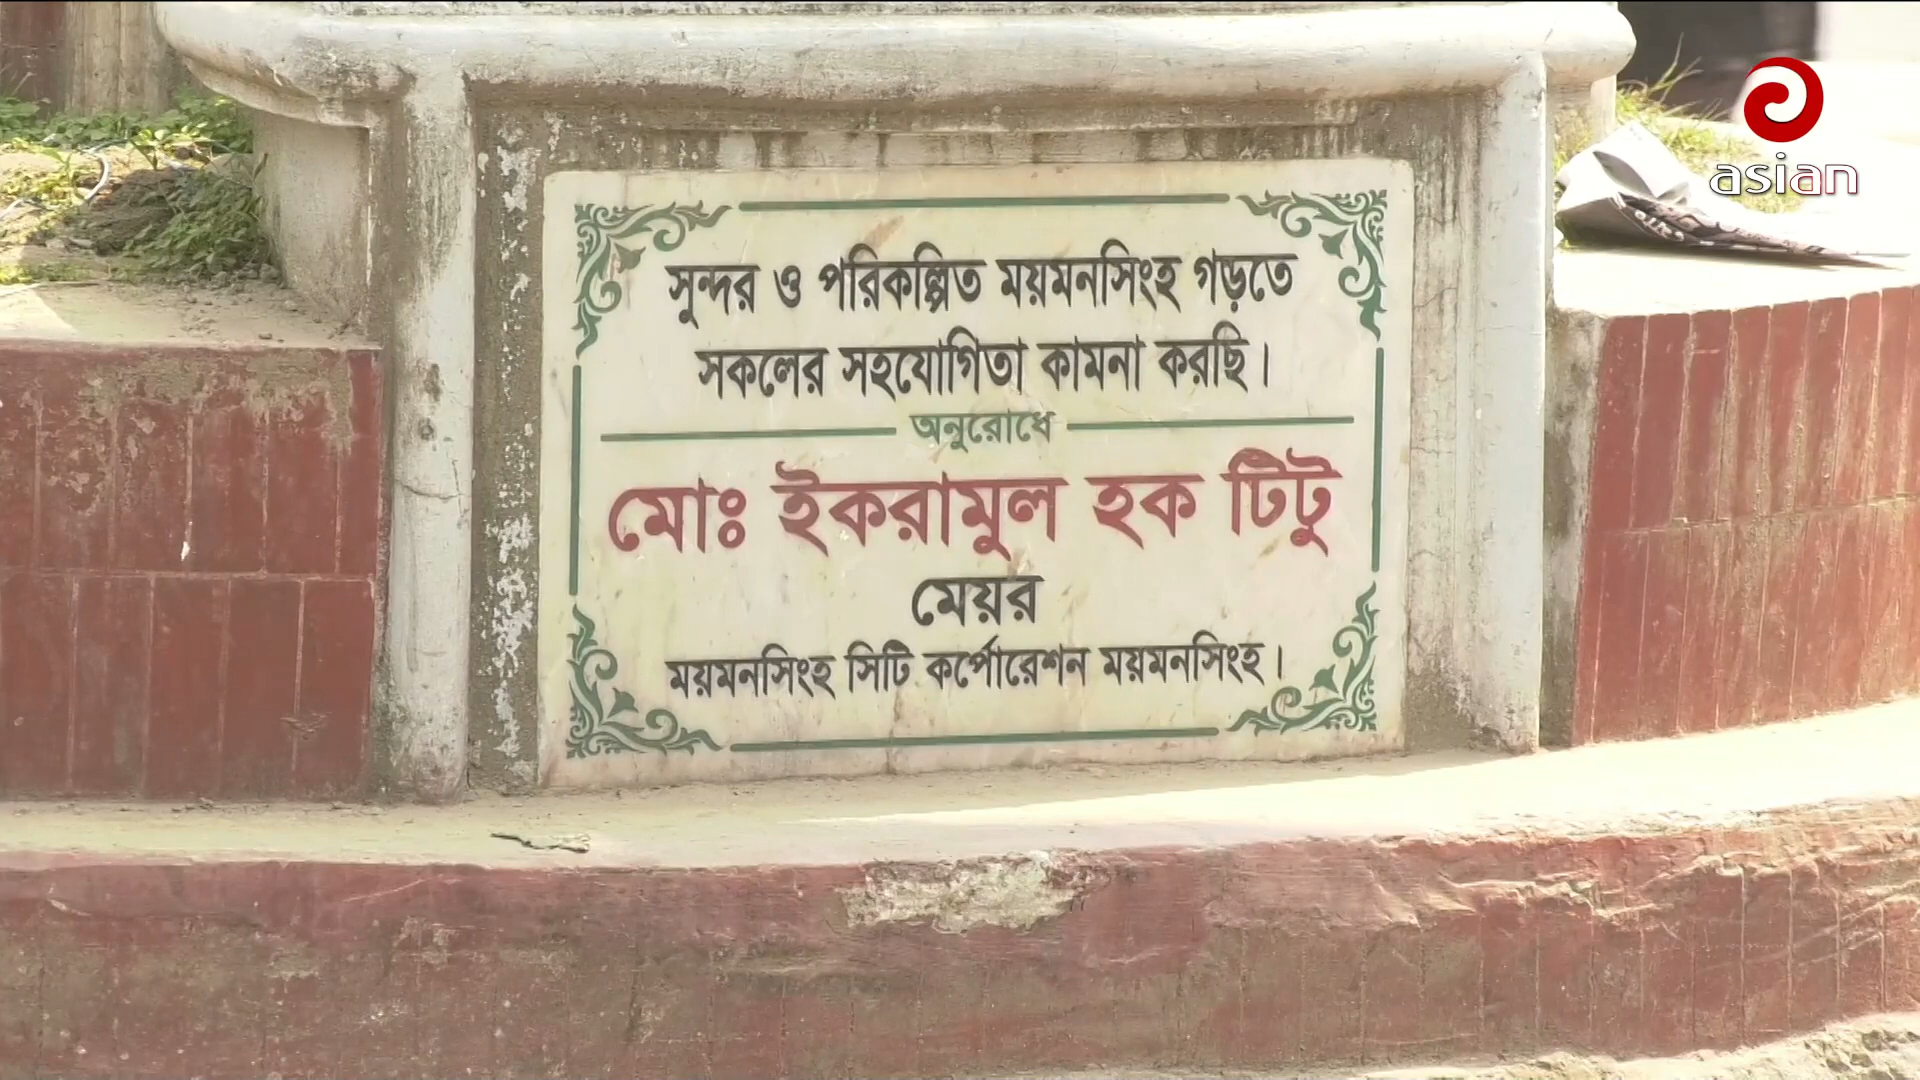 asian
সুন্দর ও পরিকল্পিত ময়মনসিংহ গড়তে
সকলের সহযোগিতা কামনা করছি।
অনুরোধে
মোঃ ইকরামুল হক টিটু
মেয়র
ময়মনসিংহ সিটি কর্পোরেশন ময়মনসিংহ।